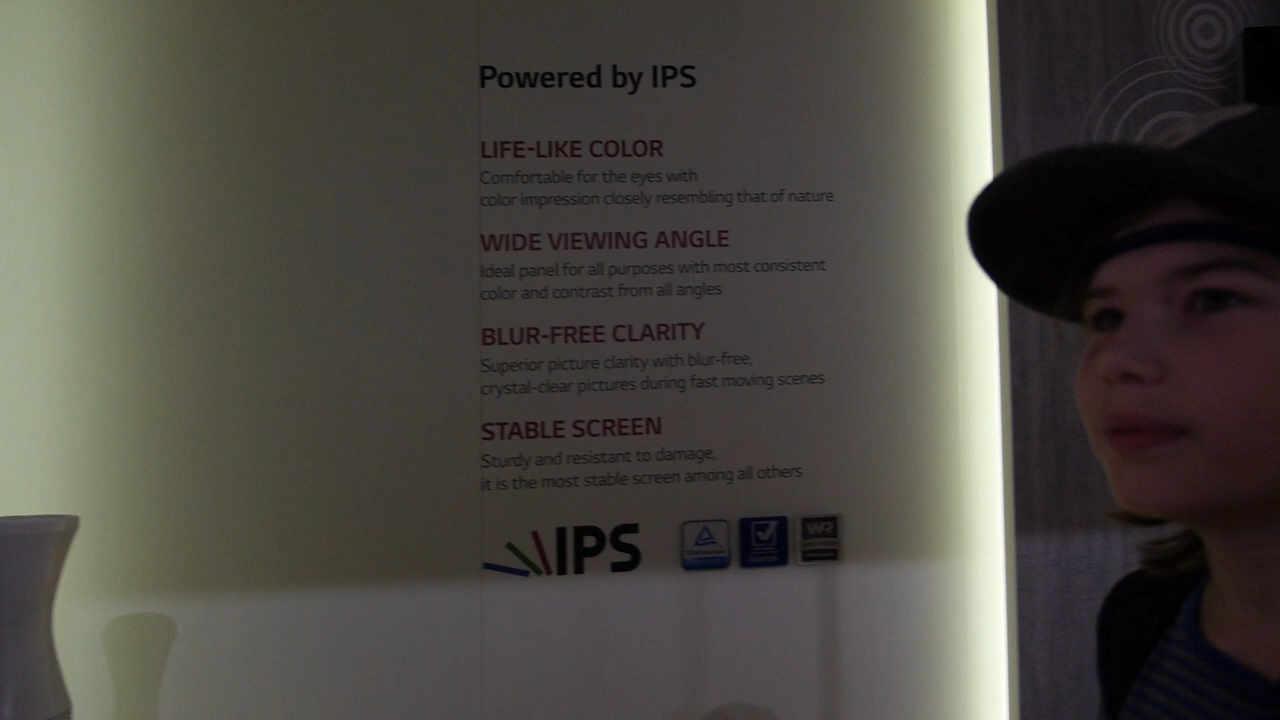 Powered by IPS
LIFE-LIKE COLOR
Comfortable for the eyes with
color impression closely resembling that of nature
WIDE VIEWING ANGLE
Ideal panel for all purposes with most consistent
color and contrast from all angles
BLUR-FREE CLARITY
Superior picture clarity with blur-free,
crystal-clear pictures during fast moving scenes
STABLE SCREEN
Sturdy and resistant to damage,
it is the most stable screen among all others
IPS
WR